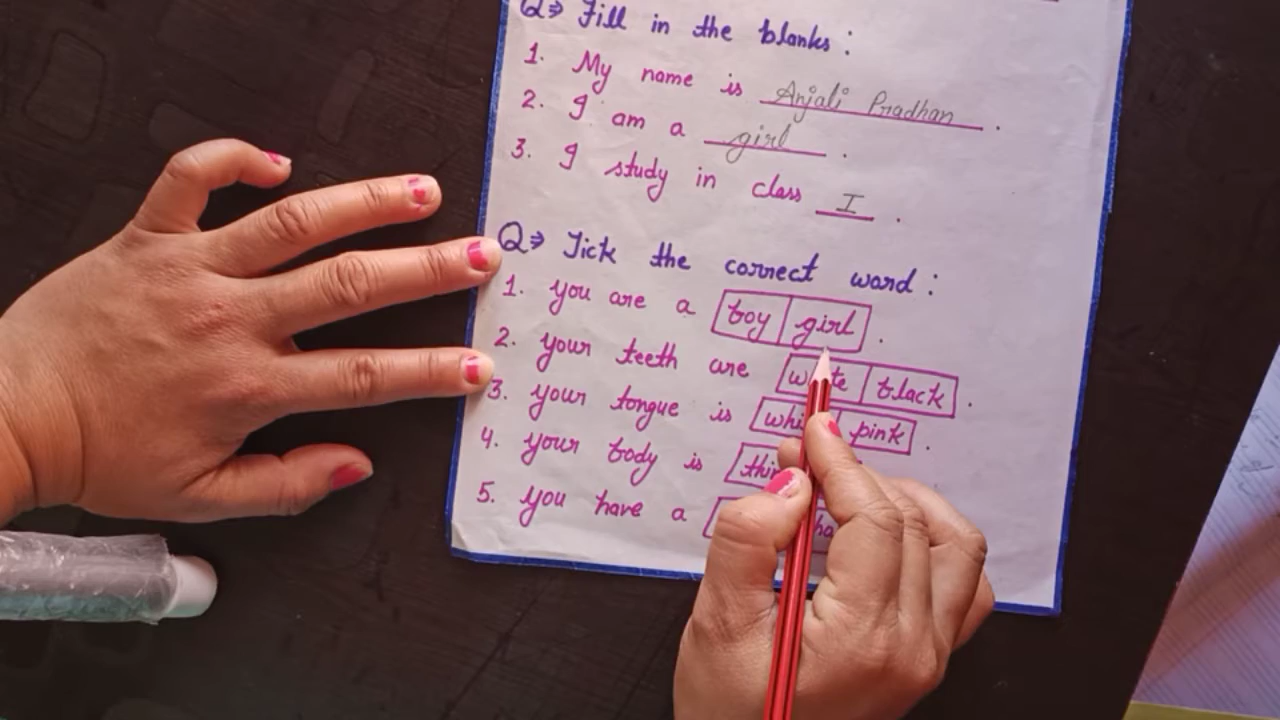 Q⇒ Fill in the blanks:
1. My name is Anjali Pradhan.
2. I am a girl.
3. I study in class I.
Q⇒ Tick the correct word:
1. you are a boy girl.
2. your teeth are black.
3. your tongue is pink.
4. your body is
5. you have a